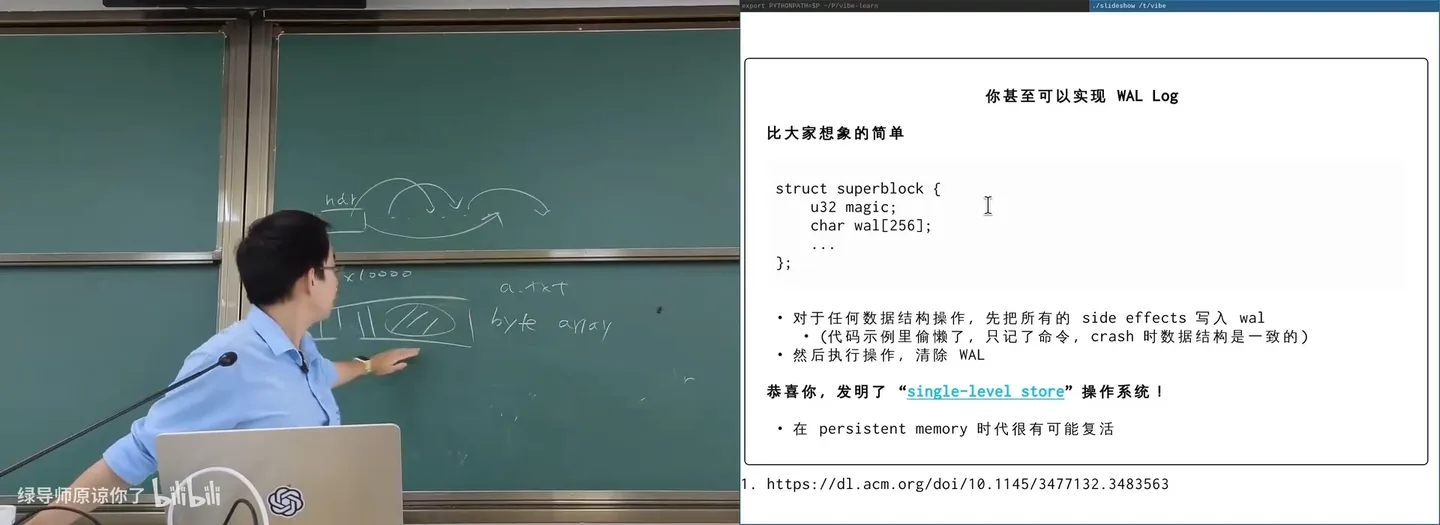 export PYTHONPATH=$P ~/P/vibe-learn
./slideshow /t/vibe
hdr
x10000
a.txt
byte array
绿导师原谅你了 bilibili
你甚至可以实现 WAL Log
比大家想象的简单
struct superblock {
    u32 magic;
    char wal[256];
    ...
};
• 对于任何数据结构操作, 先把所有的 side effects 写入 wal
• (代码示例里偷懒了, 只记了命令, crash 时数据结构是一致的)
• 然后执行操作, 清除 WAL
恭喜你, 发明了 “single-level store” 操作系统！
• 在 persistent memory 时代很有可能复活
1. https://dl.acm.org/doi/10.1145/3477132.3483563